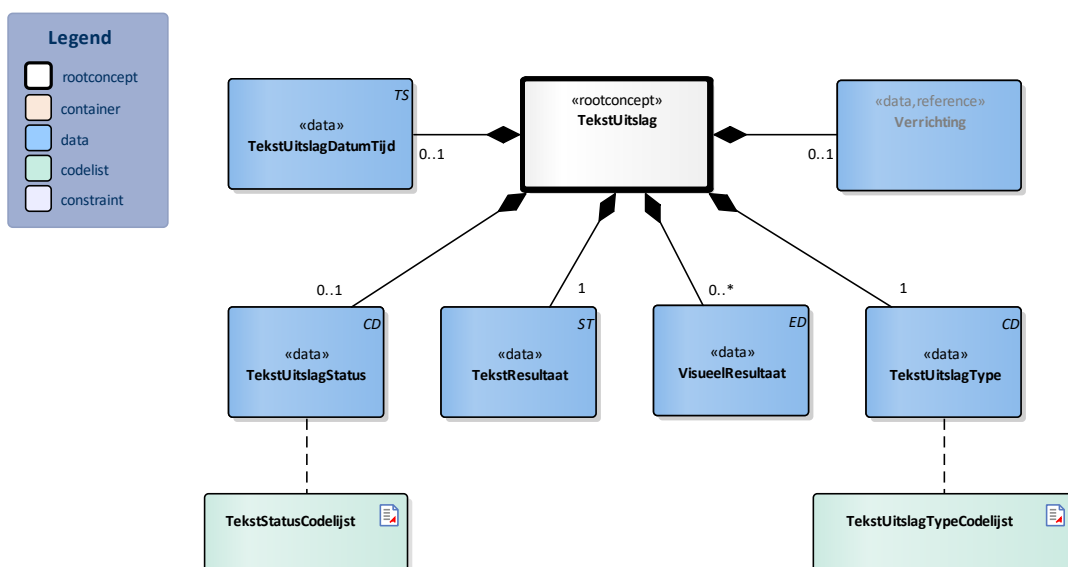 Legend
rootconcept
container
data
codelist
constraint
TS
«data»
TekstUitslagDatumTijd
0..1
«rootconcept»
TekstUitslag
«data,reference»
Verrichting
0..1
0..1
1
0..*
1
CD
«data»
TekstUitslagStatus
ST
«data»
TekstResultaat
ED
«data»
VisueelResultaat
CD
«data»
TekstUitslagType
TekstStatusCodelijst
TekstUitslagTypeCodelijst